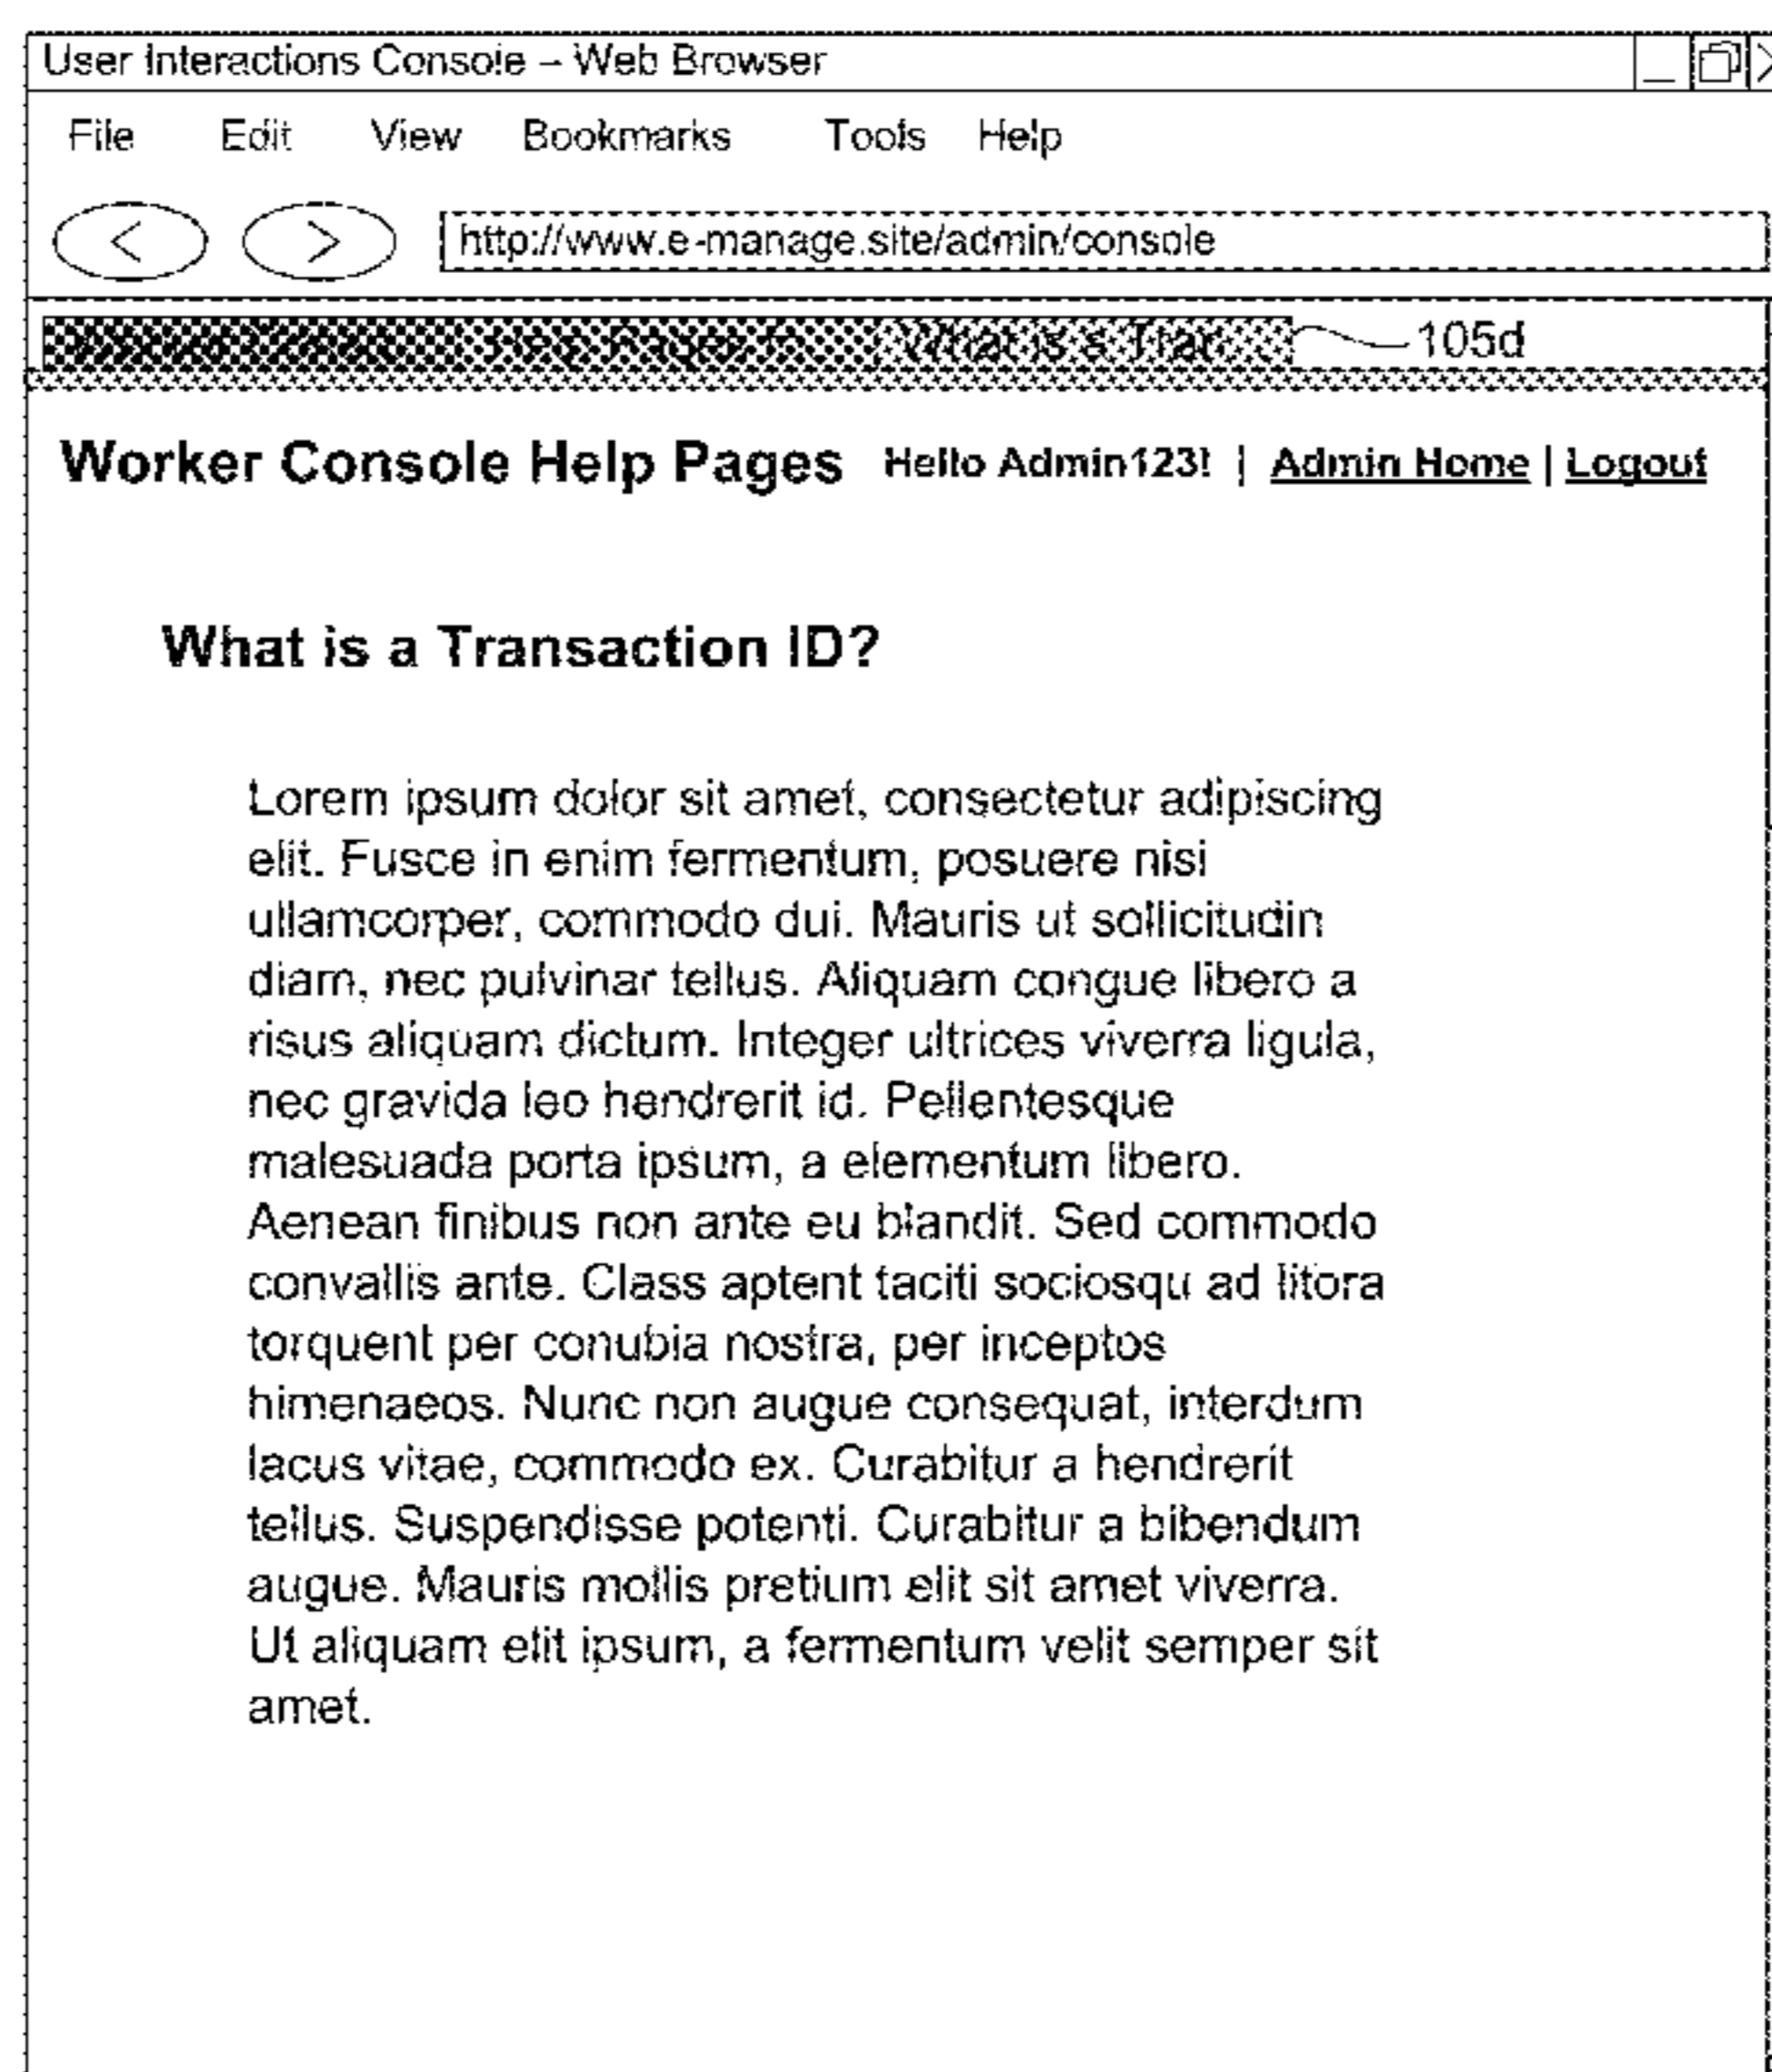 User Interactions Console – Web Browser
File Edit View Bookmarks Tools Help
< > http://www.e-manage.site/admin/console
Help Pages What is a Tran... 105d
Worker Console Help Pages Hello Admin123! | Admin Home | Logout
What is a Transaction ID?
Lorem ipsum dolor sit amet, consectetur adipiscing
elit. Fusce in enim fermentum, posuere nisi
ullamcorper, commodo dui. Mauris ut sollicitudin
diam, nec pulvinar tellus. Aliquam congue libero a
risus aliquam dictum. Integer ultrices viverra ligula,
nec gravida leo hendrerit id. Pellentesque
malesuada porta ipsum, a elementum libero.
Aenean finibus non ante eu blandit. Sed commodo
convallis ante. Class aptent taciti sociosqu ad litora
torquent per conubia nostra, per inceptos
himenaeos. Nunc non augue consequat, interdum
lacus vitae, commodo ex. Curabitur a hendrerit
tellus. Suspendisse potenti. Curabitur a bibendum
augue. Mauris mollis pretium elit sit amet viverra.
Ut aliquam elit ipsum, a fermentum velit semper sit
amet.